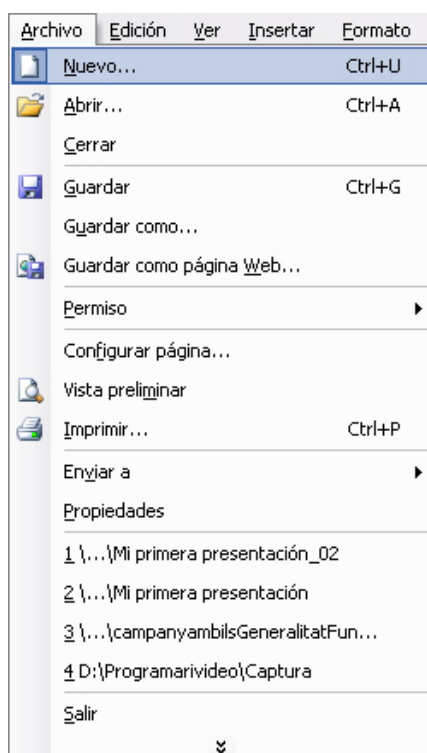 Archivo Edición Ver Insertar Formato
Nuevo... Ctrl+U
Abrir... Ctrl+A
Cerrar
Guardar Ctrl+G
Guardar como...
Guardar como página Web...
Permiso
Configurar página...
Vista preliminar
Imprimir... Ctrl+P
Enviar a
Propiedades
1 \...\Mi primera presentación_02
2 \...\Mi primera presentación
3 \...\campanyambilsGeneralitatFun...
4 D:\Programarivideo\Captura
Salir